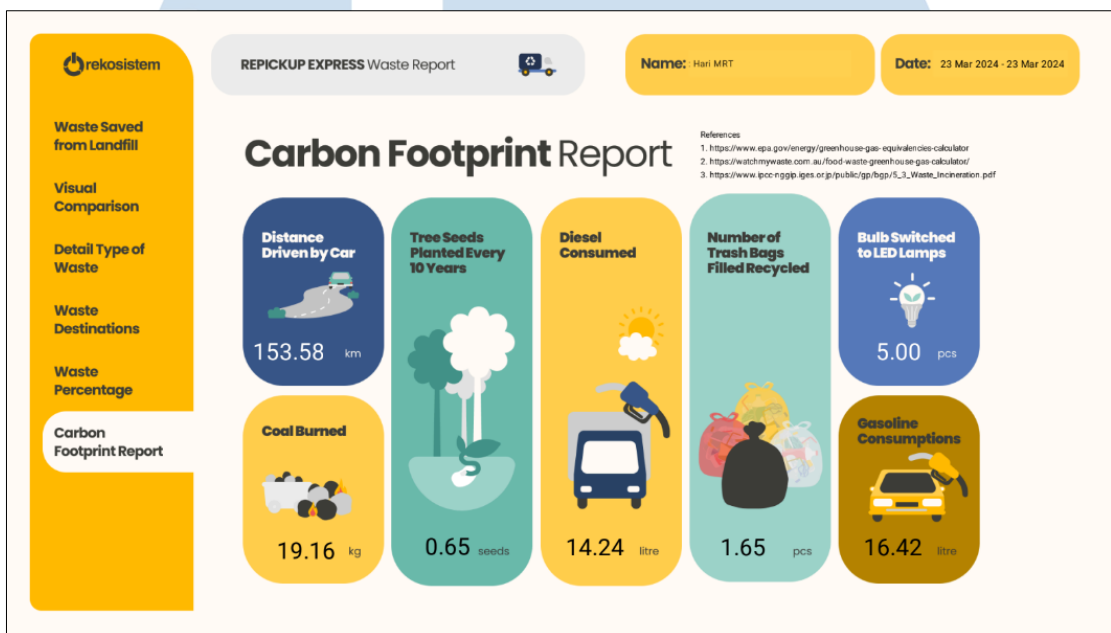 rekosistem
REPICKUP EXPRESS Waste Report
Name: : Hari MRT
Date: 23 Mar 2024 - 23 Mar 2024
Waste Saved
from Landfill
Visual
Comparison
Detail Type of
Waste
Waste
Destinations
Waste
Percentage
Carbon
Footprint Report
Carbon Footprint Report
References
1. https://www.epa.gov/energy/greenhouse-gas- equivalencies-calculator
2. https://watchmywaste.com.au/food-waste-greenhouse-gas-calculator/
3. https://www.ipcc-nggip.iges.or.jp/public/gp/bgp/5_3_Waste_Incineration.pdf
Distance
Driven by Car
153.58 km
Coal Burned
19.16 kg
Tree Seeds
Planted Every
10 Years
0.65 seeds
Diesel
Consumed
14.24 litre
Number of
Trash Bags
Filled Recycled
1.65 pcs
Bulb Switched
to LED Lamps
5.00 pcs
Gasoline
Consumptions
16.42 litre